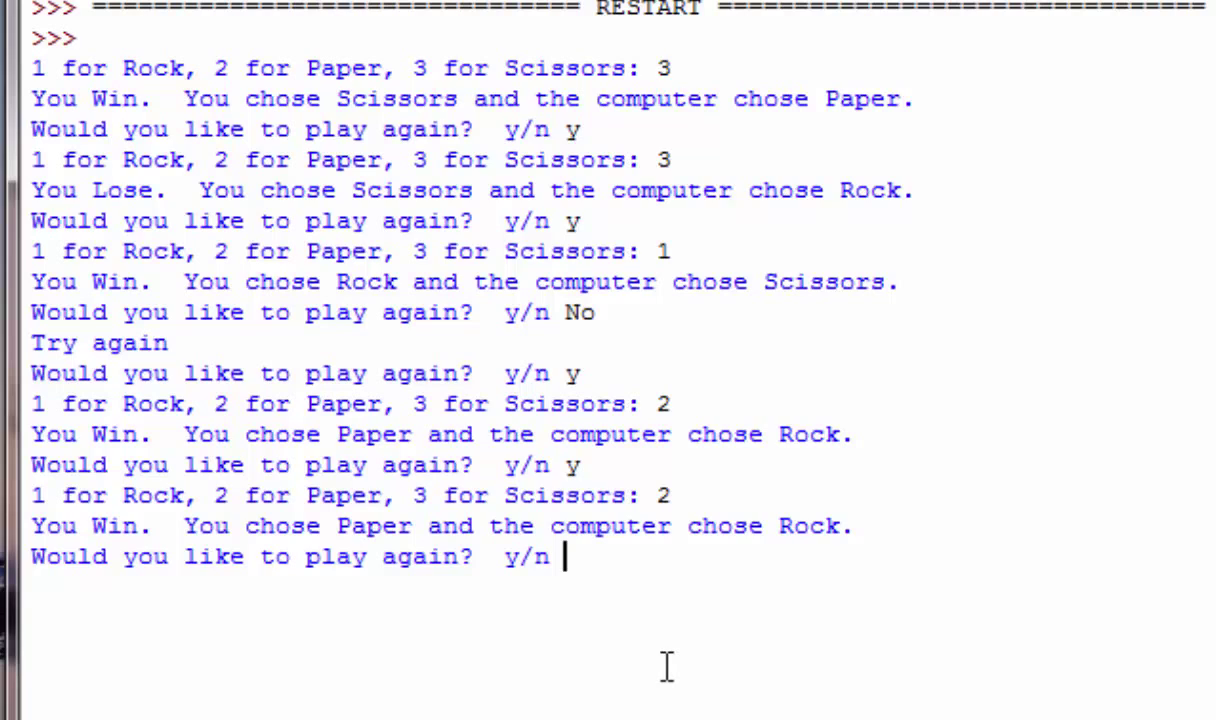 >>> ================================ RESTART ================================
>>>
1 for Rock, 2 for Paper, 3 for Scissors: 3
You Win.  You chose Scissors and the computer chose Paper.
Would you like to play again?  y/n y
1 for Rock, 2 for Paper, 3 for Scissors: 3
You Lose.  You chose Scissors and the computer chose Rock.
Would you like to play again?  y/n y
1 for Rock, 2 for Paper, 3 for Scissors: 1
You Win.  You chose Rock and the computer chose Scissors.
Would you like to play again?  y/n No
Try again
Would you like to play again?  y/n y
1 for Rock, 2 for Paper, 3 for Scissors: 2
You Win.  You chose Paper and the computer chose Rock.
Would you like to play again?  y/n y
1 for Rock, 2 for Paper, 3 for Scissors: 2
You Win.  You chose Paper and the computer chose Rock.
Would you like to play again?  y/n